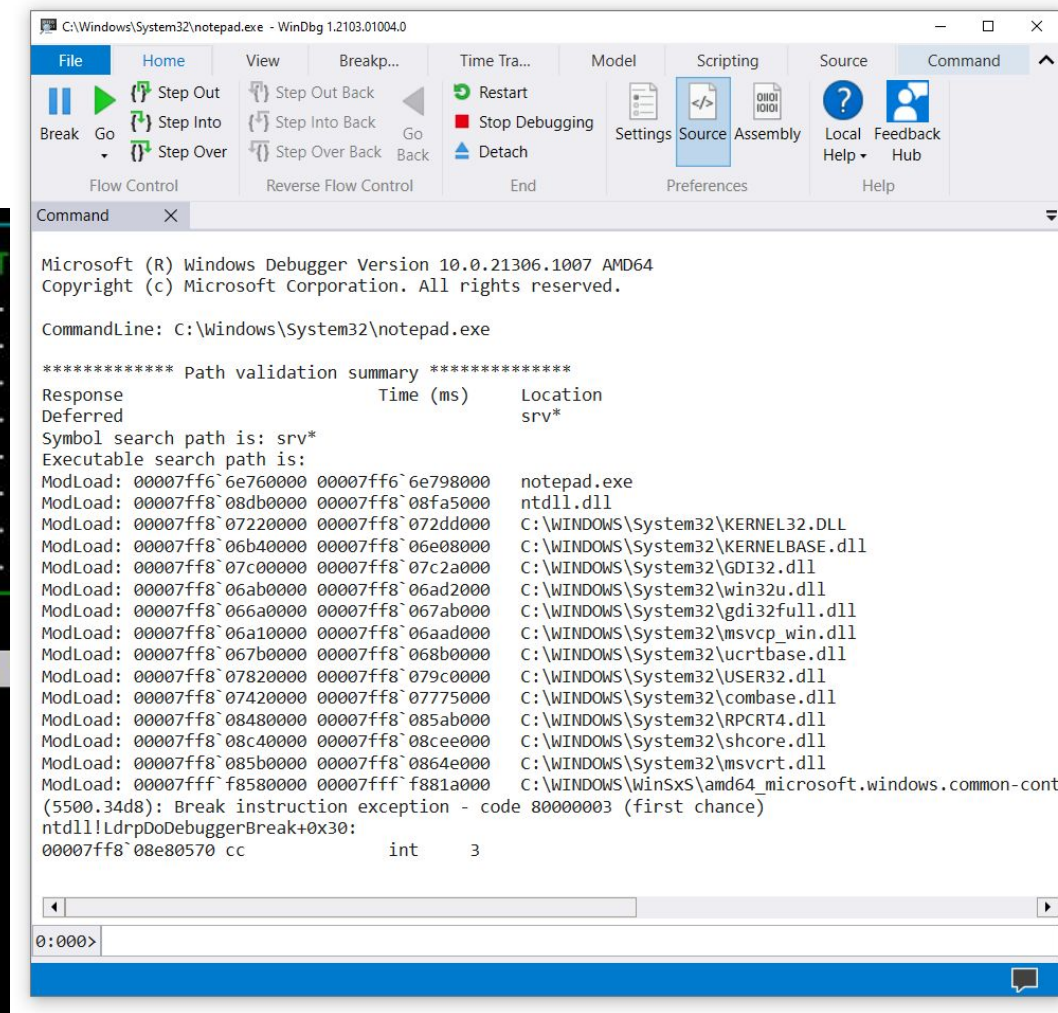 C:\Windows\System32\notepad.exe - WinDbg 1.2103.01004.0
File Home View Breakp... Time Tra... Model Scripting Source Command
Break Go
Step Out
Step Into
Step Over
Flow Control
Step Out Back
Step Into Back
Step Over Back
Go Back
Reverse Flow Control
Restart
Stop Debugging
Detach
End
Settings Source Assembly
Preferences
Local Help
Feedback Hub
Help
Command
Microsoft (R) Windows Debugger Version 10.0.21306.1007 AMD64
Copyright (c) Microsoft Corporation. All rights reserved.
CommandLine: C:\Windows\System32\notepad.exe
************* Path validation summary **************
Response Time (ms) Location
Deferred srv*
Symbol search path is: srv*
Executable search path is:
ModLoad: 00007ff6`6e760000 00007ff6`6e798000 notepad.exe
ModLoad: 00007ff8`08db0000 00007ff8`08fa5000 ntdll.dll
ModLoad: 00007ff8`07220000 00007ff8`072dd000 C:\WINDOWS\System32\KERNEL32.DLL
ModLoad: 00007ff8`06b40000 00007ff8`06e08000 C:\WINDOWS\System32\KERNELBASE.dll
ModLoad: 00007ff8`07c00000 00007ff8`07c2a000 C:\WINDOWS\System32\GDI32.dll
ModLoad: 00007ff8`06ab0000 00007ff8`06ad2000 C:\WINDOWS\System32\win32u.dll
ModLoad: 00007ff8`066a0000 00007ff8`067ab000 C:\WINDOWS\System32\gdi32full.dll
ModLoad: 00007ff8`06a10000 00007ff8`06aad000 C:\WINDOWS\System32\msvcp_win.dll
ModLoad: 00007ff8`067b0000 00007ff8`068b0000 C:\WINDOWS\System32\ucrtbase.dll
ModLoad: 00007ff8`07820000 00007ff8`079c0000 C:\WINDOWS\System32\USER32.dll
ModLoad: 00007ff8`07420000 00007ff8`07775000 C:\WINDOWS\System32\combase.dll
ModLoad: 00007ff8`08480000 00007ff8`085ab000 C:\WINDOWS\System32\RPCRT4.dll
ModLoad: 00007ff8`08c40000 00007ff8`08cee000 C:\WINDOWS\System32\shcore.dll
ModLoad: 00007ff8`085b0000 00007ff8`0864e000 C:\WINDOWS\System32\msvcrt.dll
ModLoad: 00007fff`f8580000 00007fff`f881a000 C:\WINDOWS\WinSxS\amd64_microsoft.windows.common-cont
(5500.34d8): Break instruction exception - code 80000003 (first chance)
ntdll!LdrpDoDebuggerBreak+0x30:
00007ff8`08e80570 cc int 3
0:000>